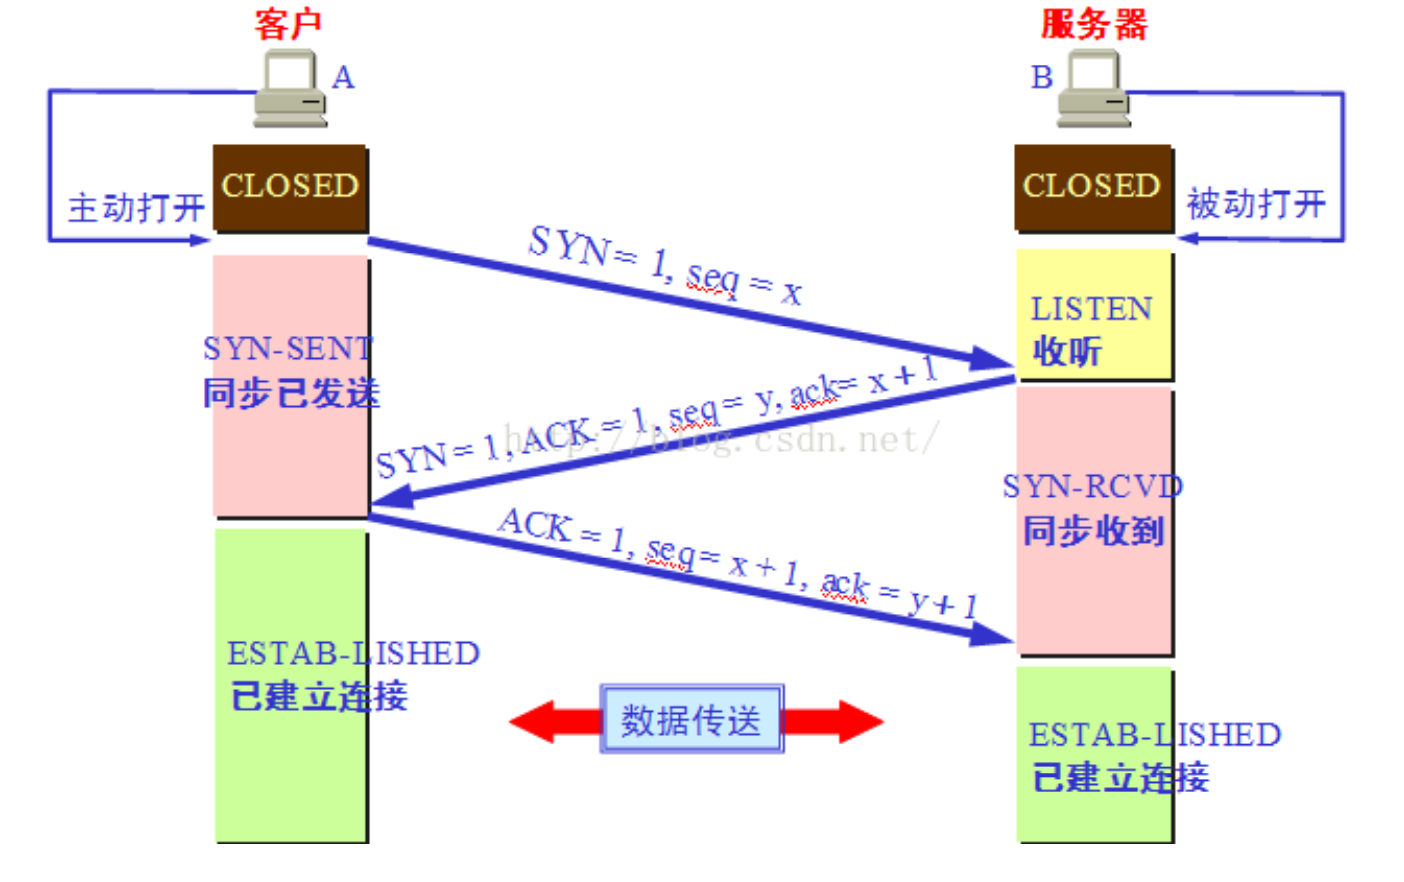 客户
服务器
A
B
CLOSED
CLOSED
主动打开
被动打开
SYN = 1, seq = x
LISTEN
收听
SYN-SENT
同步已发送
SYN = 1, ACK = 1, seq = y, ack= x + 1
http://blog.csdn.net/
SYN-RCVD
同步收到
ACK = 1, seq = x + 1, ack = y + 1
ESTAB-LISHED
已建立连接
数据传送
ESTAB-LISHED
已建立连接